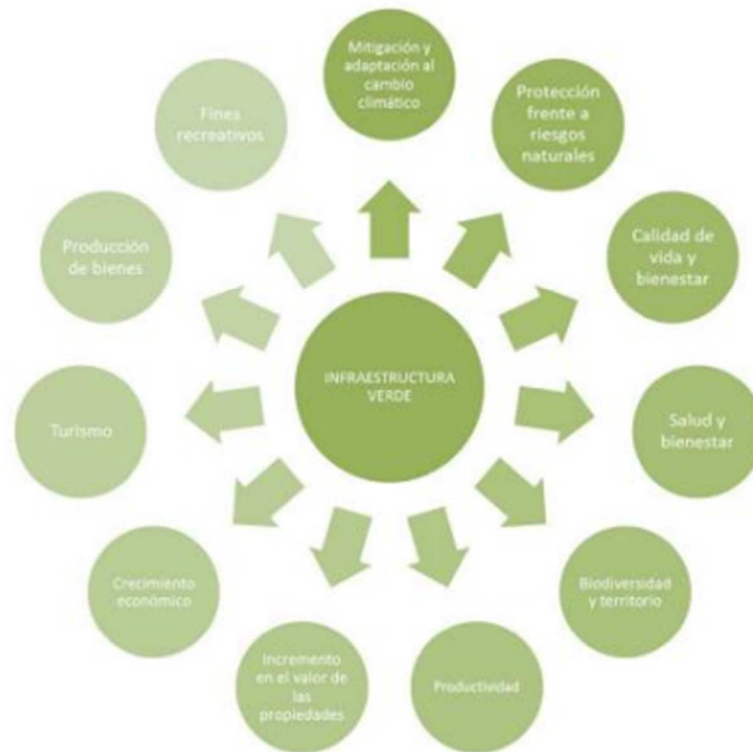 Mitigación y
adaptación al
cambio
climático
Protección
frente a
riesgos
naturales
Calidad de
vida y
bienestar
Salud y
bienestar
Biodiversidad
y territorio
Productividad
Incremento
en el valor de
las
propiedades
Crecimiento
económico
Turismo
Producción
de bienes
Fines
recreativos
INFRAESTRUCTURA
VERDE